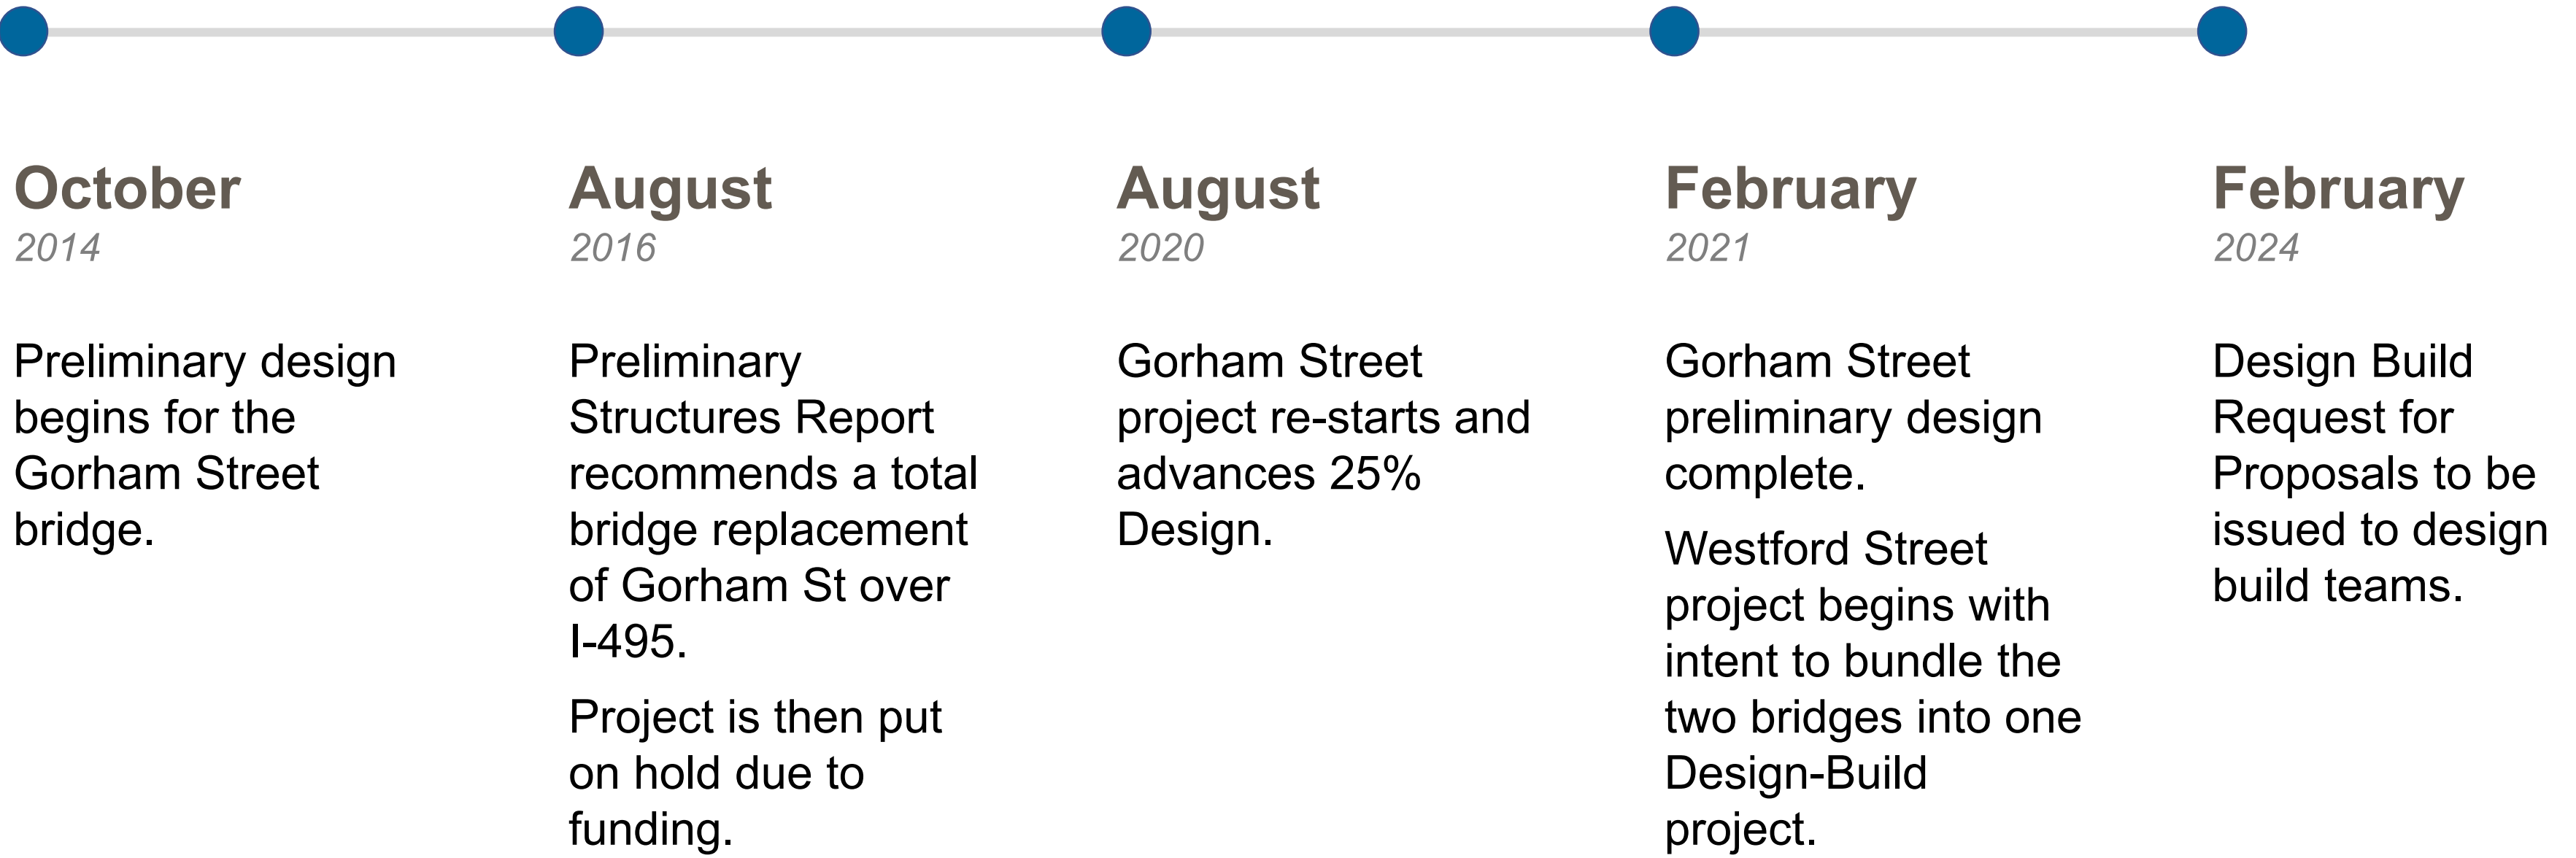 October
2014
Preliminary design
begins for the
Gorham Street
bridge.
August
2016
Preliminary
Structures Report
recommends a total
bridge replacement
of Gorham St over
I-495.
Project is then put
on hold due to
funding.
August
2020
Gorham Street
project re-starts and
advances 25%
Design.
February
2021
Gorham Street
preliminary design
complete.
Westford Street
project begins with
intent to bundle the
two bridges into one
Design-Build
project.
February
2024
Design Build
Request for
Proposals to be
issued to design
build teams.